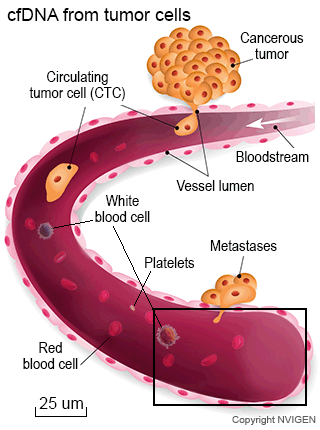 cfDNA from tumor cells
Cancerous
tumor
Circulating
tumor cell (CTC)
Bloodstream
Vessel lumen
White
blood cell
Metastases
Platelets
Red
blood cell
25 um
Copyright NVIGEN